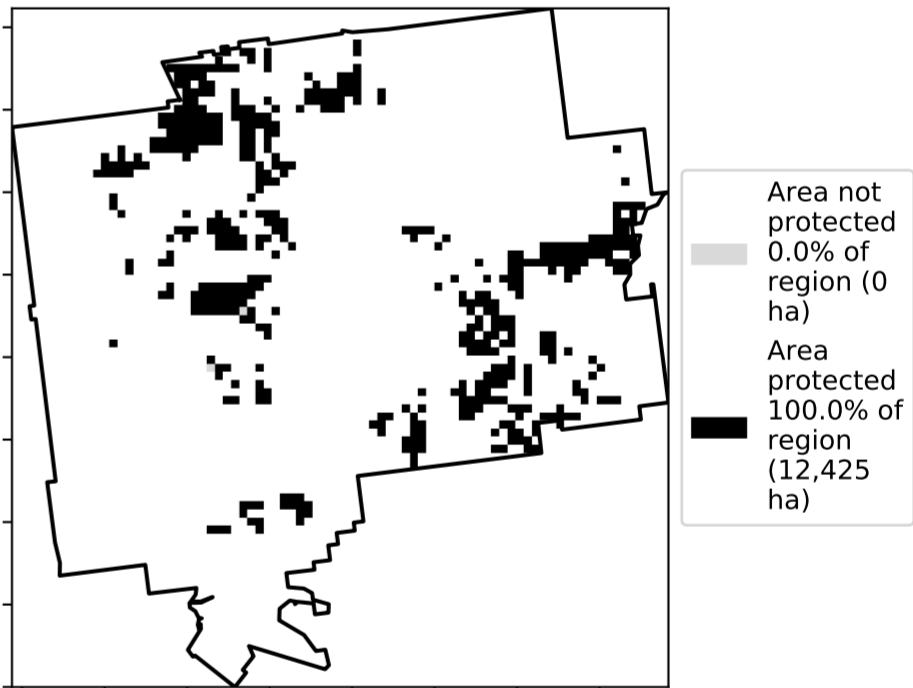 Area not
protected
0.0% of
region (0
ha)
Area
protected
100.0% of
region
(12,425
ha)